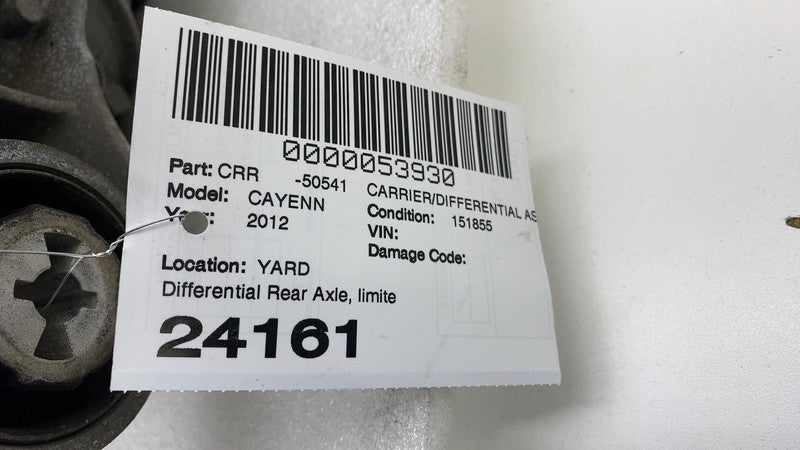 0000053930
Part: CRR -50541 CARRIER/DIFFERENTIAL AS
Model: CAYENN Condition: 151855
Year: 2012 VIN:
Damage Code:
Location: YARD
Differential Rear Axle, limite
24161